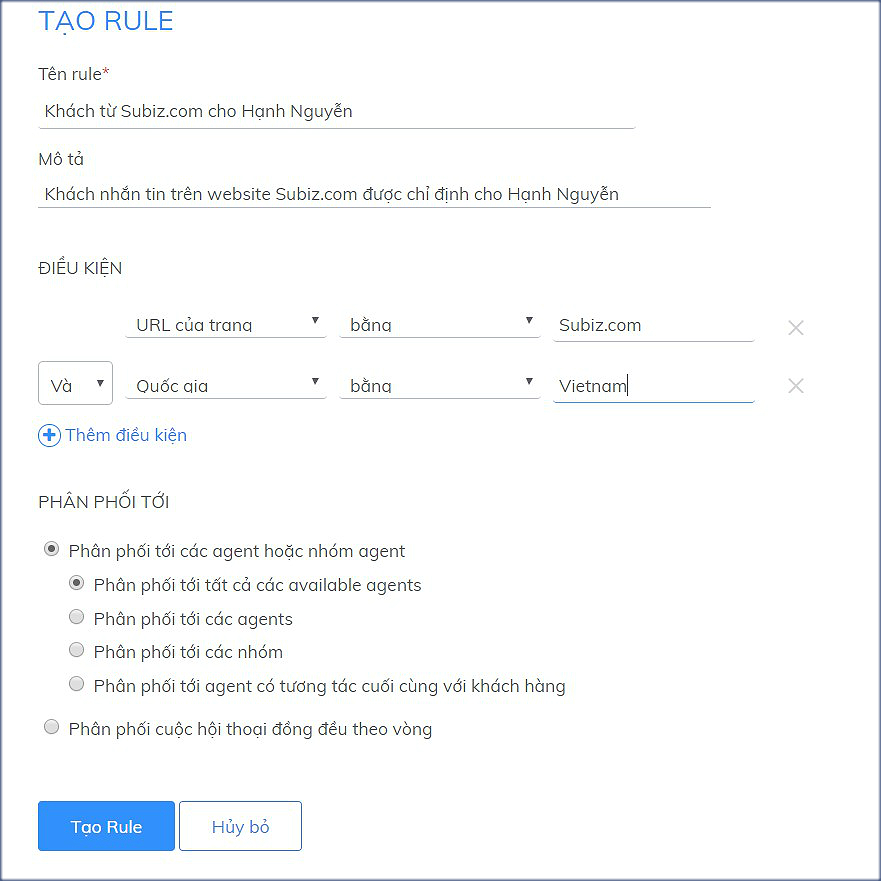 TẠO RULE
Tên rule*
Khách từ Subiz.com cho Hạnh Nguyễn
Mô tả
Khách nhắn tin trên website Subiz.com được chỉ định cho Hạnh Nguyễn
ĐIỀU KIỆN
URL của trang bằng Subiz.com
Và Quốc gia bằng Vietnam
Thêm điều kiện
PHÂN PHỐI TỚI
Phân phối tới các agent hoặc nhóm agent
Phân phối tới tất cả các available agents
Phân phối tới các agents
Phân phối tới các nhóm
Phân phối tới agent có tương tác cuối cùng với khách hàng
Phân phối cuộc hội thoại đồng đều theo vòng
Tạo Rule Hủy bỏ